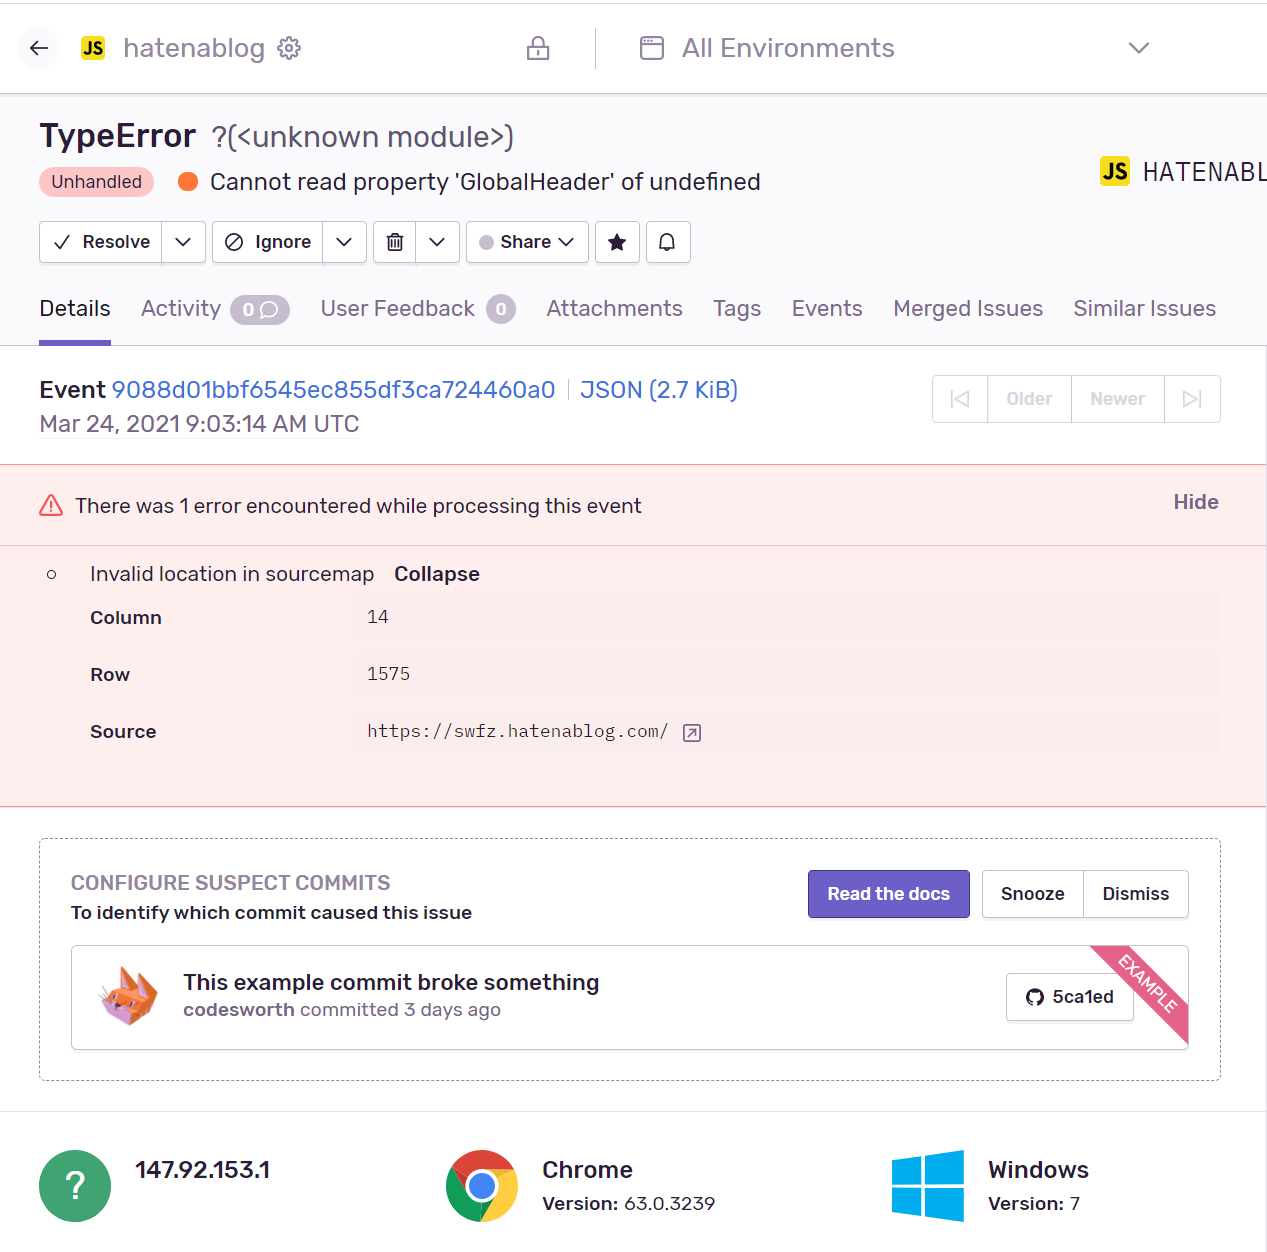 JS hatenablog All Environments
TypeError ?(<unknown module>)
Unhandled Cannot read property 'GlobalHeader' of undefined
JS HATENABL
Resolve Ignore Share
Details Activity 0 User Feedback 0 Attachments Tags Events Merged Issues Similar Issues
Event 9088d01bbf6545ec855df3ca724460a0 JSON (2.7 KiB)
Mar 24, 2021 9:03:14 AM UTC
Older Newer
There was 1 error encountered while processing this event Hide
Invalid location in sourcemap Collapse
Column 14
Row 1575
Source https://swfz.hatenablog.com/
CONFIGURE SUSPECT COMMITS
To identify which commit caused this issue
Read the docs Snooze Dismiss
This example commit broke something
codesworth committed 3 days ago
5ca1ed
EXAMPLE
? 147.92.153.1
Chrome
Version: 63.0.3239
Windows
Version: 7